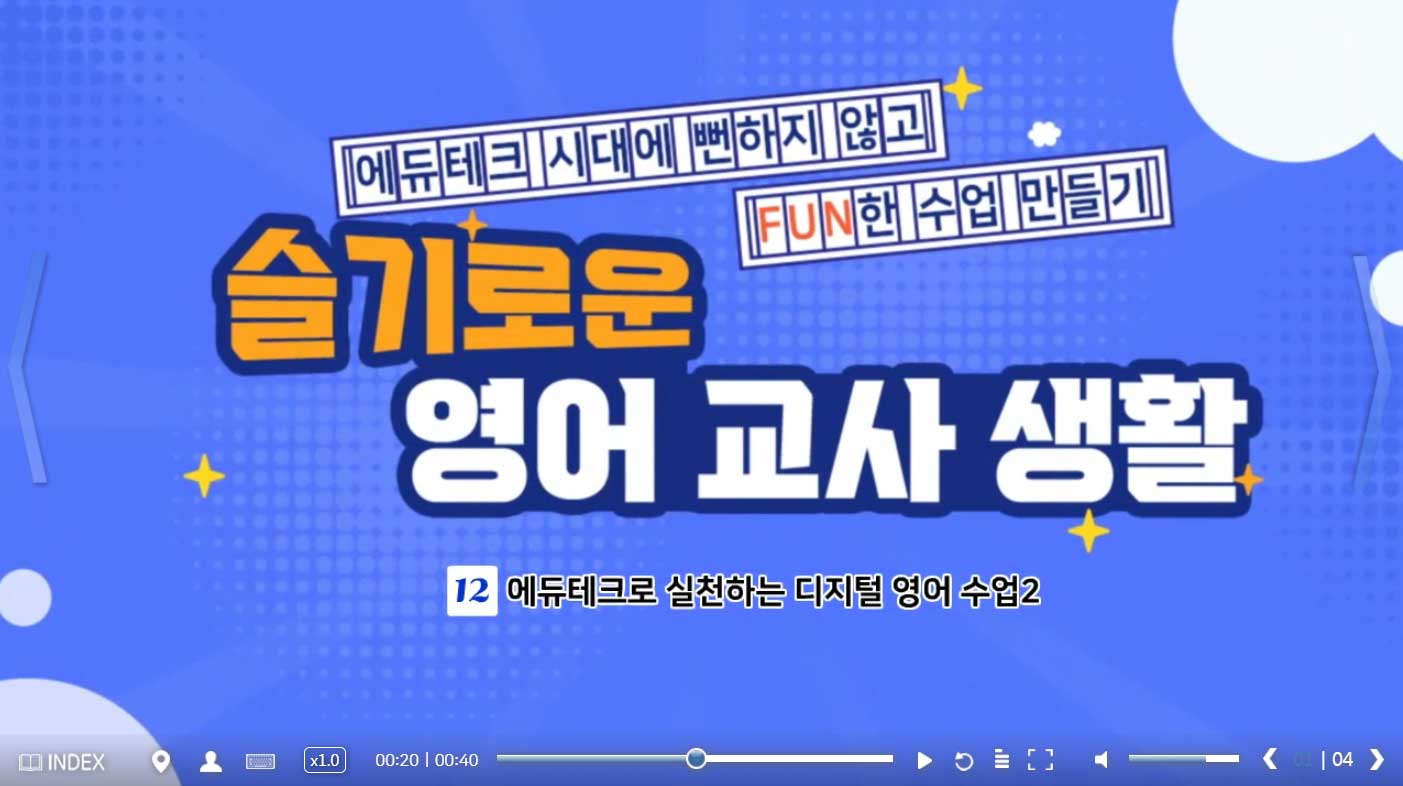 에듀테크 시대에 뻔하지 않고
FUN한 수업 만들기
슬기로운
영어 교사 생활
12 에듀테크로 실천하는 디지털 영어 수업2
INDEX x1.0 00:20 | 00:40 01 | 04